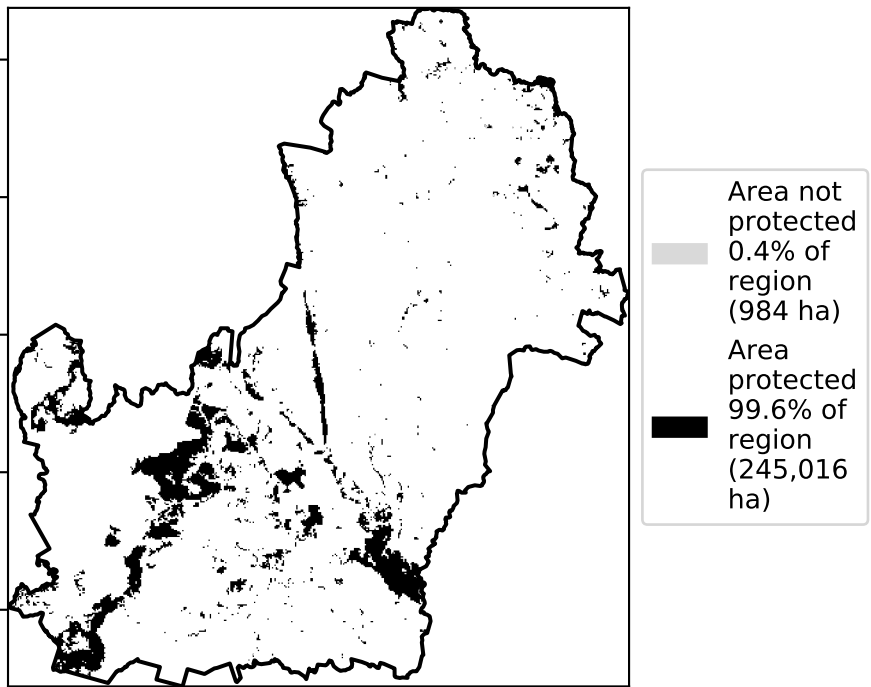 Area not
protected
0.4% of
region
(984 ha)
Area
protected
99.6% of
region
(245,016
ha)